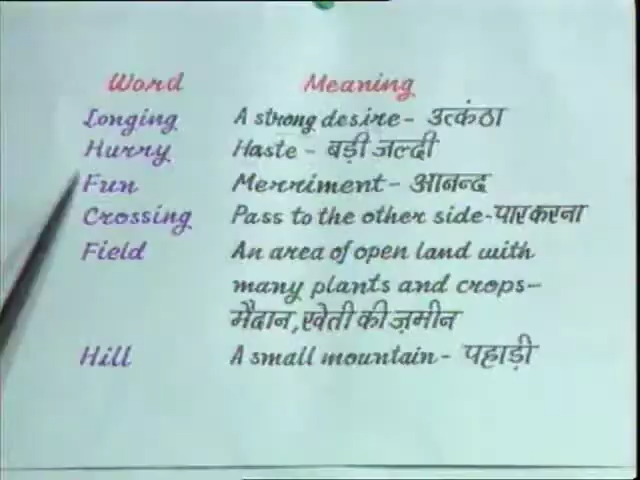 Word Meaning
Longing A strong desire - उत्कंठा
Hurry Haste - बड़ी जल्दी
Fun Merriment - आनन्द
Crossing Pass to the other side - पार करना
Field An area of open land with
many plants and crops -
मैदान, खेती की ज़मीन
Hill A small mountain - पहाड़ी